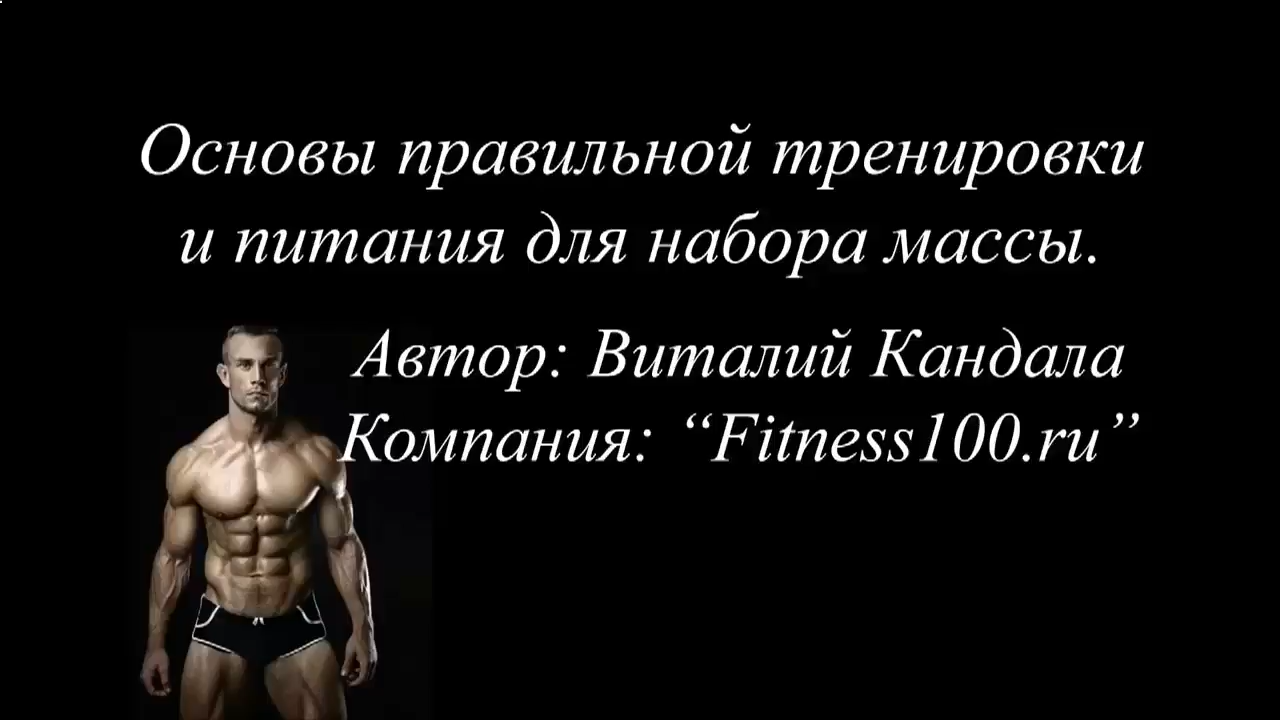 Основы правильной тренировки
и питания для набора массы.
Автор: Виталий Кандала
Компания: “Fitness100.ru”